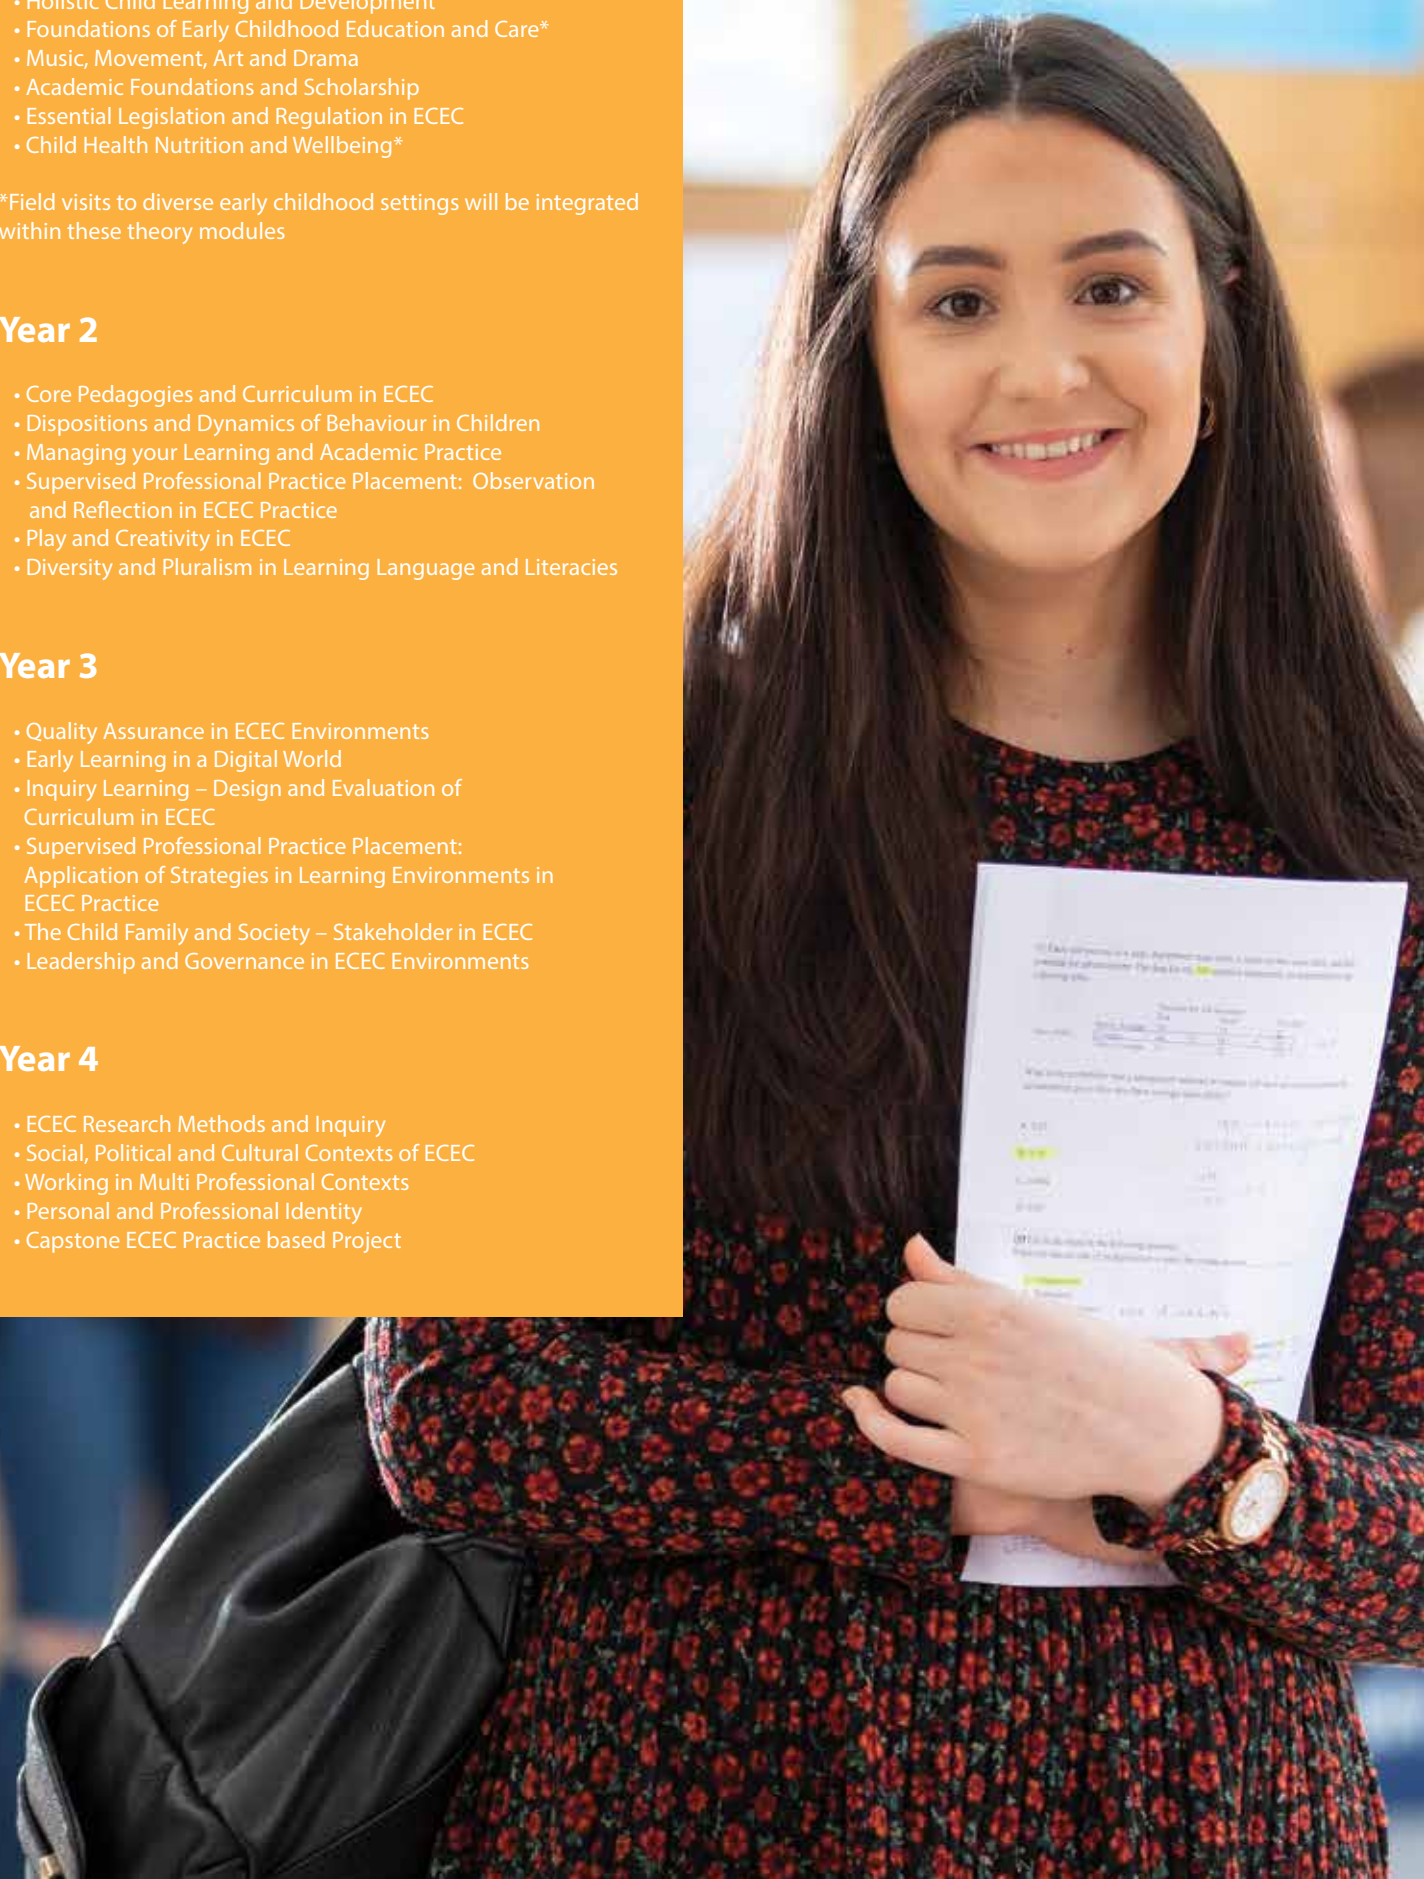 • Holistic Child Learning and Development
• Foundations of Early Childhood Education and Care*
• Music, Movement, Art and Drama
• Academic Foundations and Scholarship
• Essential Legislation and Regulation in ECEC
• Child Health Nutrition and Wellbeing*
*Field visits to diverse early childhood settings will be integrated
within these theory modules
Year 2
• Core Pedagogies and Curriculum in ECEC
• Dispositions and Dynamics of Behaviour in Children
• Managing your Learning and Academic Practice
• Supervised Professional Practice Placement:  Observation
and Reflection in ECEC Practice
• Play and Creativity in ECEC
• Diversity and Pluralism in Learning Language and Literacies
Year 3
• Quality Assurance in ECEC Environments
• Early Learning in a Digital World
• Inquiry Learning – Design and Evaluation of
Curriculum in ECEC
• Supervised Professional Practice Placement:
Application of Strategies in Learning Environments in
ECEC Practice
• The Child Family and Society – Stakeholder in ECEC
• Leadership and Governance in ECEC Environments
Year 4
• ECEC Research Methods and Inquiry
• Social, Political and Cultural Contexts of ECEC
• Working in Multi Professional Contexts
• Personal and Professional Identity
• Capstone ECEC Practice based Project